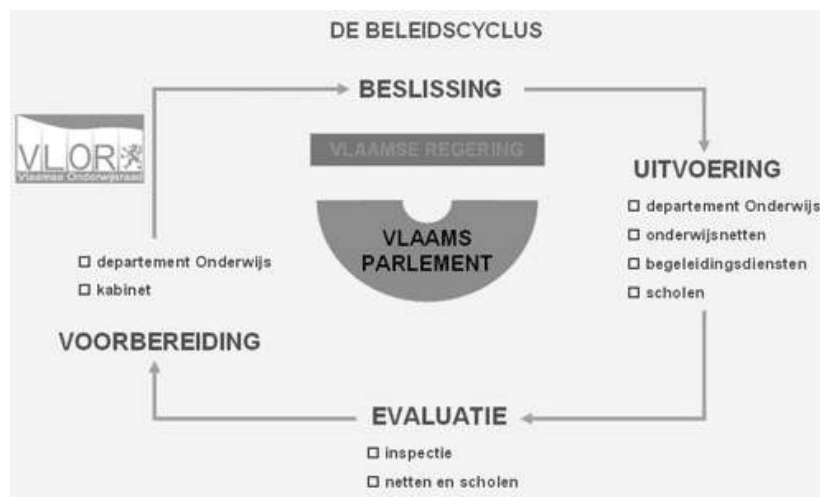 DE BELEIDSCYCLUS
BESLISSING
VLOR
Vlaamse Onderwijsraad
VLAAMSE REGERING
UITVOERING
departement Onderwijs
onderwijsnetten
begeleidingsdiensten
scholen
VLAAMS
PARLEMENT
departement Onderwijs
kabinet
VOORBEREIDING
EVALUATIE
inspectie
netten en scholen